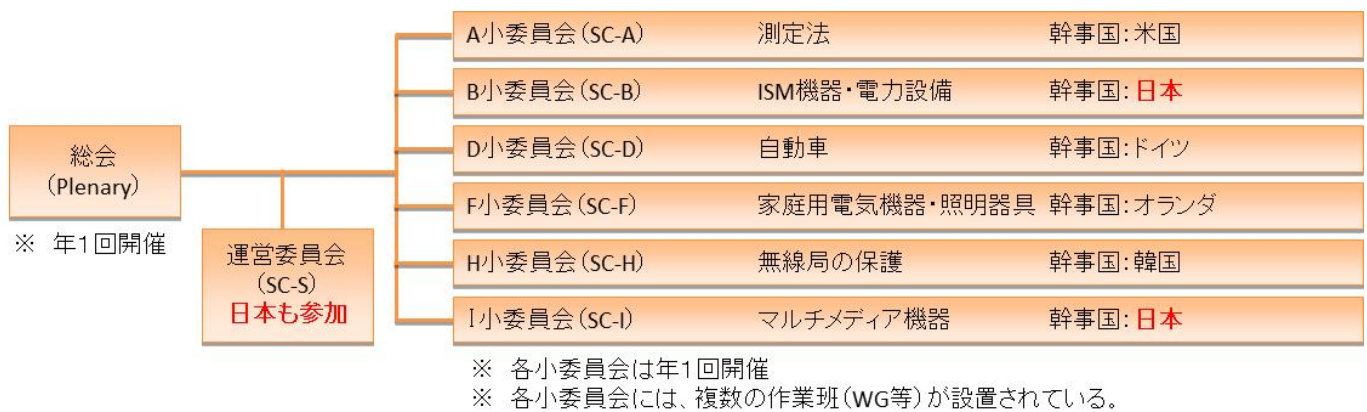 A小委員会（SC-A） 測定法 幹事国：米国
B小委員会（SC-B） ISM機器・電力設備 幹事国：日本
D小委員会（SC-D） 自動車 幹事国：ドイツ
F小委員会（SC-F） 家庭用電気機器・照明器具 幹事国：オランダ
H小委員会（SC-H） 無線局の保護 幹事国：韓国
I小委員会（SC-I） マルチメディア機器 幹事国：日本
総会
（Plenary）
※ 年1回開催
運営委員会
（SC-S）
日本も参加
※ 各小委員会は年1回開催
※ 各小委員会には、複数の作業班（WG等）が設置されている。